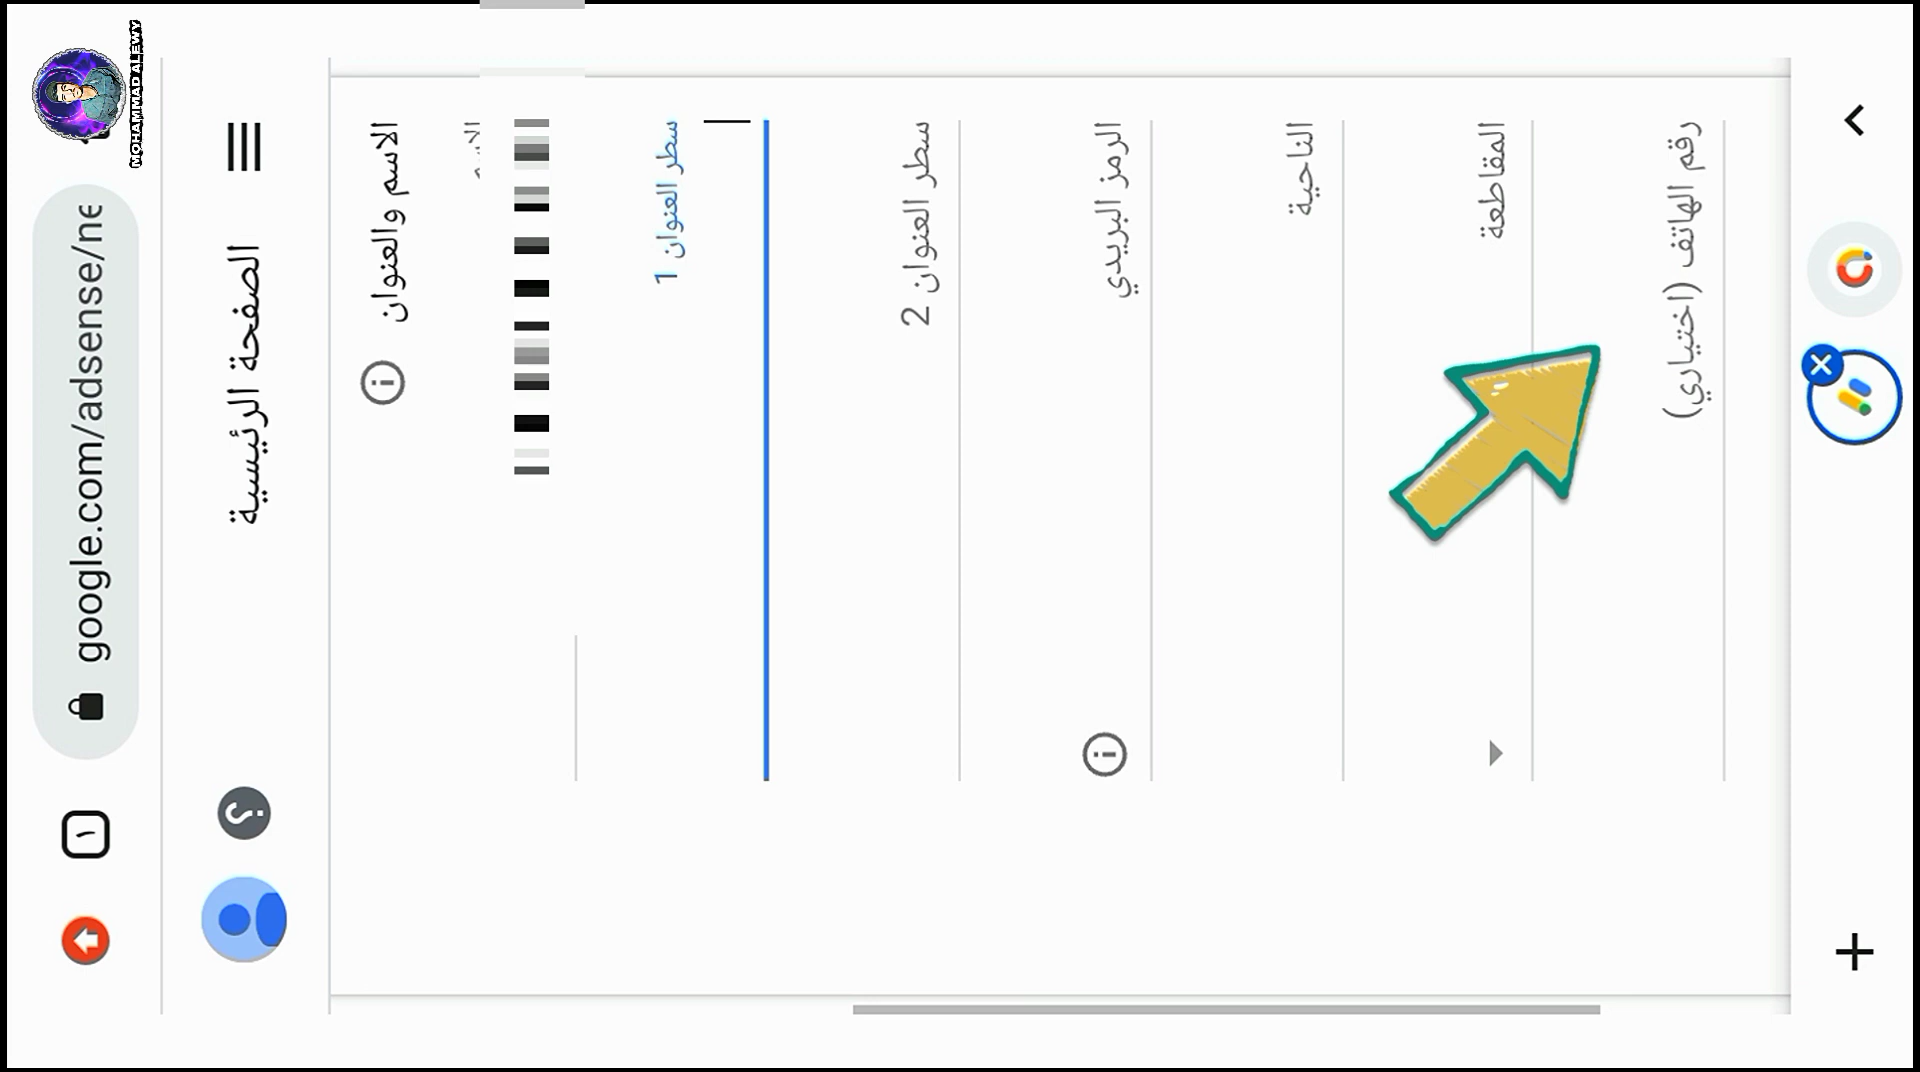 MOHAMMAD ALEWY
google.com/adsense/ne
١
الصفحة الرئيسية
؟
الاسم والعنوان
سطر العنوان 1
سطر العنوان 2
الرمز البريدي
الناحية
المقاطعة
رقم الهاتف (اختياري)